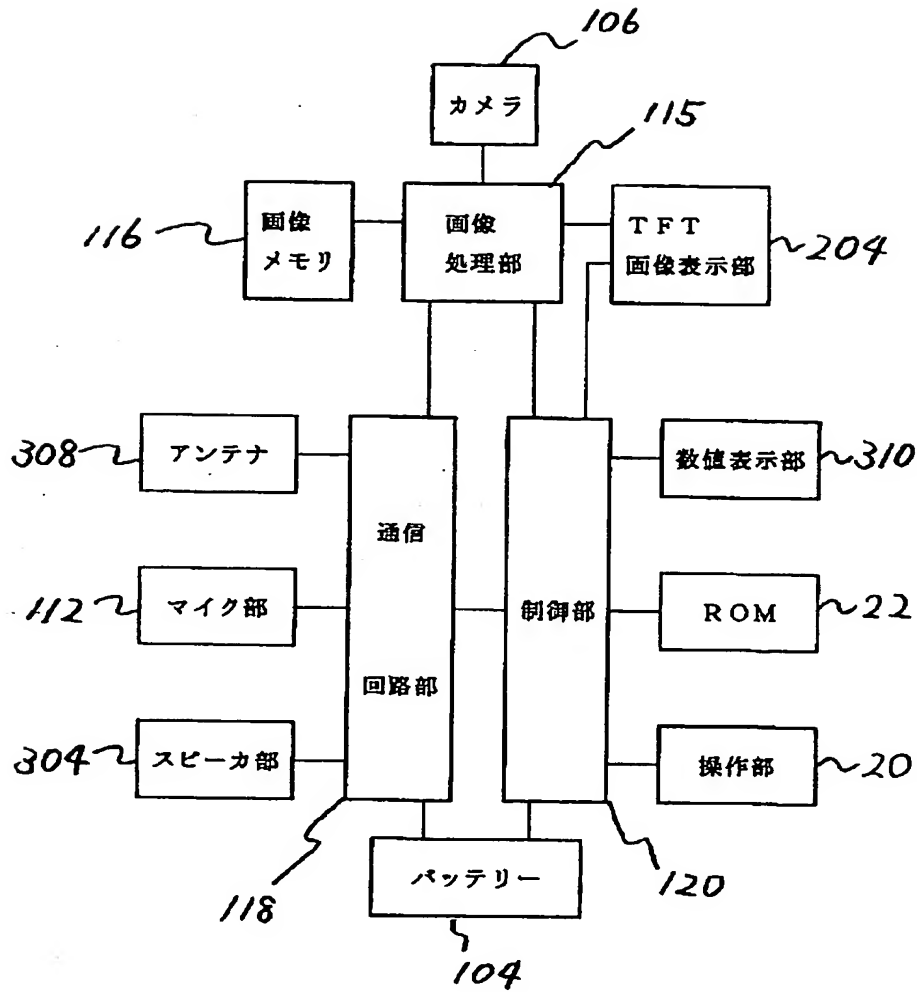 106
カメラ
115
116
画像
メモリ
画像
処理部
TFT
画像表示部
204
308
アンテナ
数値表示部
310
通信
112
マイク部
制御部
ROM
22
回路部
304
スピーカ部
操作部
20
118
バッテリー
120
104